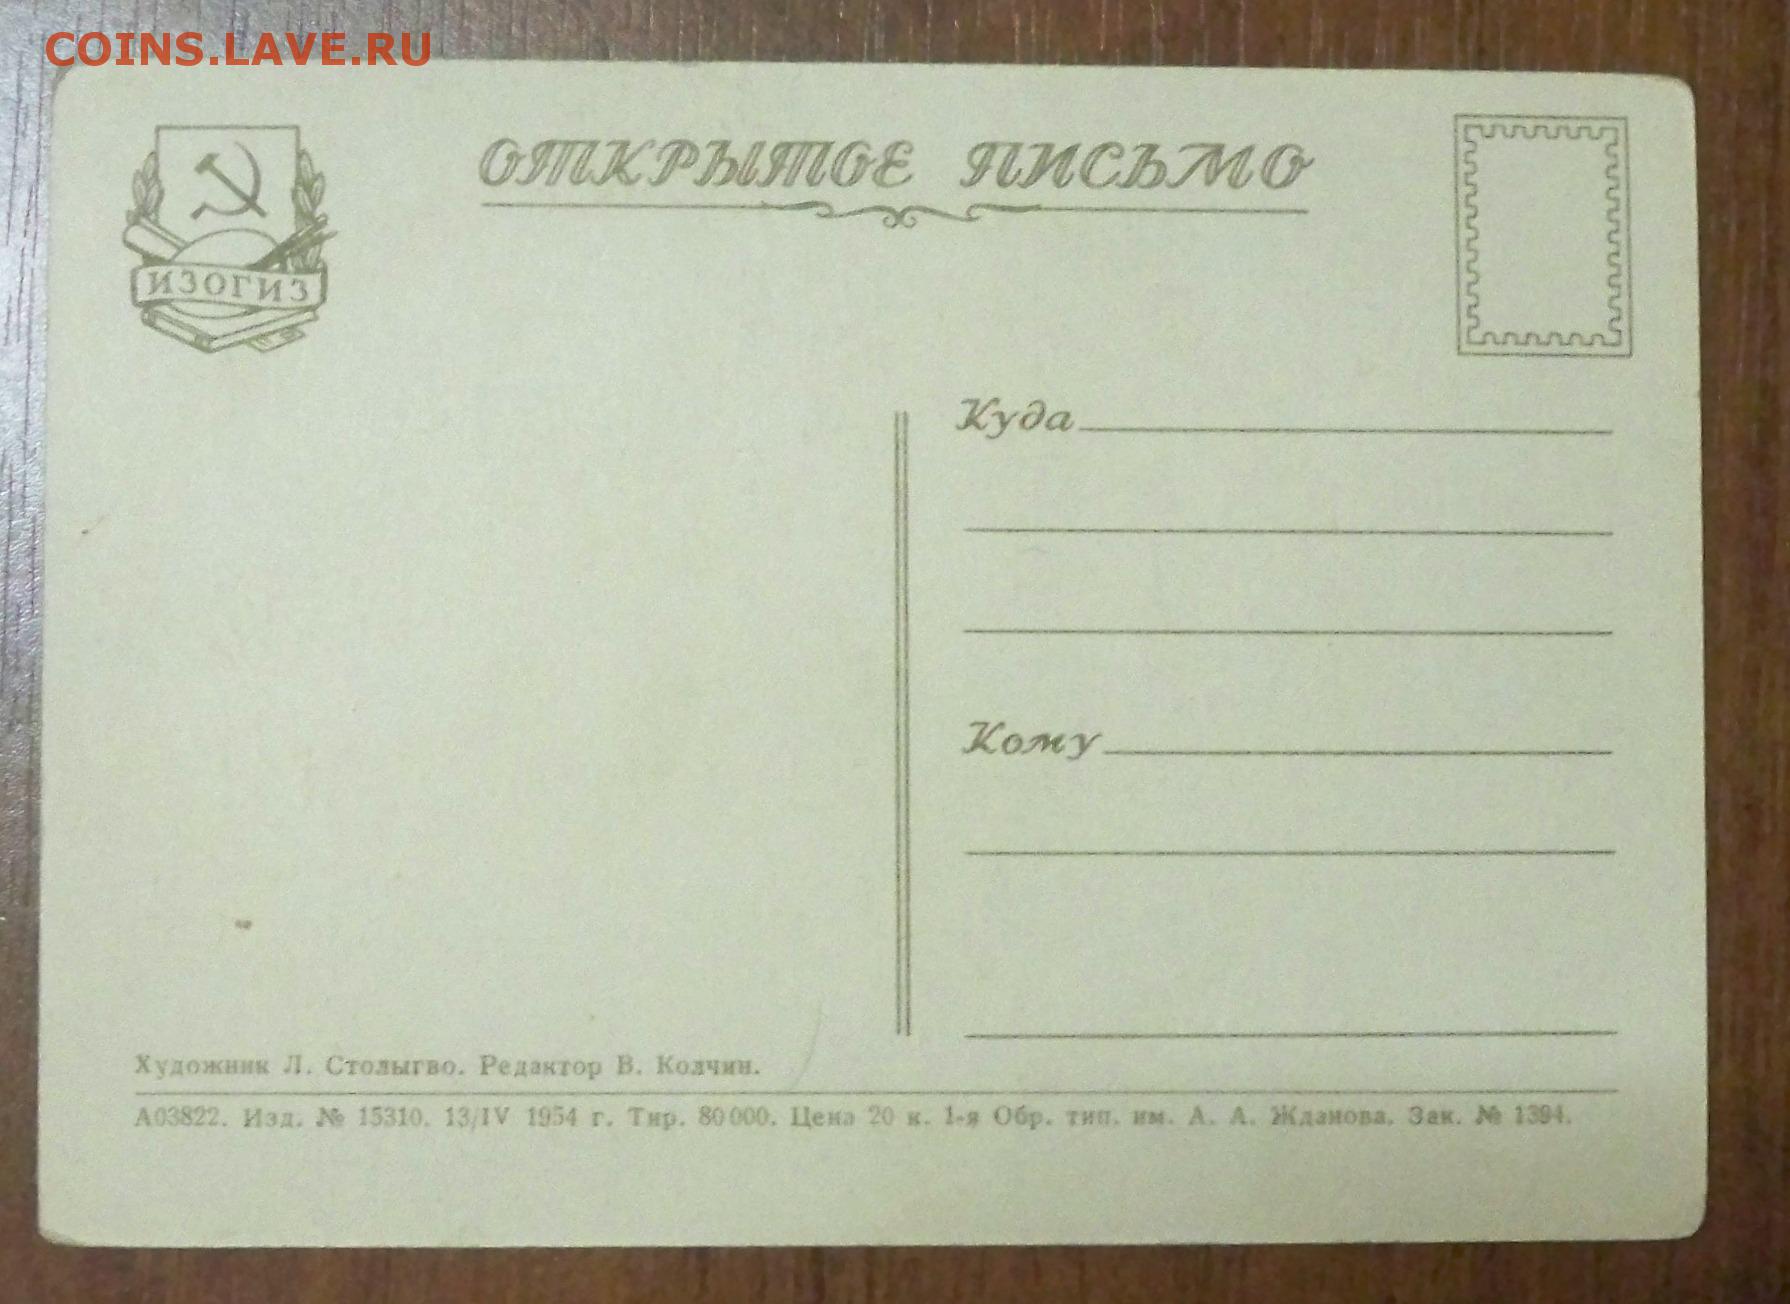 COINS.LAVE.RU
ОТКРЫТОЕ ПИСЬМО
ИЗОГИЗ
Куда
Кому
Художник Л. Столыгво. Редактор В. Колчин.
А03822. Изд. № 15310. 13/IV 1954 г. Тир. 80 000. Цена 20 к. 1-я Обр. тип. им. А. А. Жданова. Зак. № 1394.